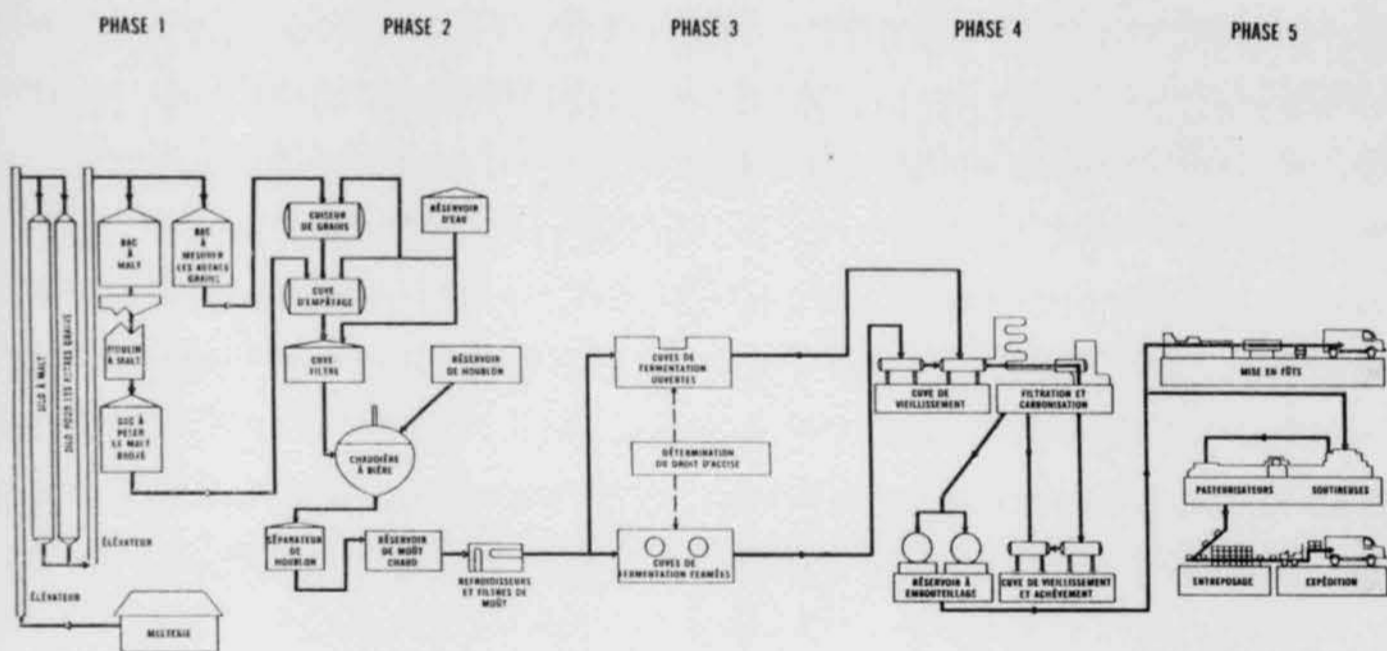 PHASE 1
PHASE 2
PHASE 3
PHASE 4
PHASE 5
SILO À MALT
SILO POUR LES AUTRES GRAINS
ÉLÉVATEUR
ÉLÉVATEUR
MALTERIE
BAC
À
MALT
MOULIN
À MALT
BAC À
PESER
LE MALT
BROYÉ
BAC
À
MESURER
LES AUTRES
GRAINS
CUISEUR
DE GRAINS
RÉSERVOIR
D'EAU
CUVE
D'EMPÂTAGE
CUVE-
FILTRE
RÉSERVOIR
DE HOUBLON
CHAUDIÈRE
À BIÈRE
SÉPARATEUR
DE
HOUBLON
RÉSERVOIR
DE MOÛT
CHAUD
REFROIDISSEURS
ET FILTRES DE
MOÛT
CUVES DE
FERMENTATION
OUVERTES
DÉTERMINATION
DU DROIT D'ACCISE
CUVES DE
FERMENTATION FERMÉES
CUVE DE
VIEILLISSEMENT
FILTRATION ET
CARBONISATION
RÉSERVOIR À
EMBOUTEILLAGE
CUVE DE VIEILLISSEMENT
ET ACHÈVEMENT
MISE EN FÛTS
PASTEURISATEURS
SOUTIREUSES
ENTREPOSAGE
EXPÉDITION